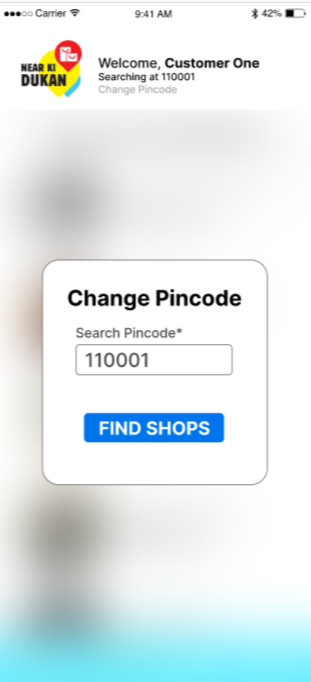 Carrier 9:41 AM 42%
NEAR KI
DUKAN
Welcome, Customer One
Searching at 110001
Change Pincode
Change Pincode
Search Pincode*
110001
FIND SHOPS